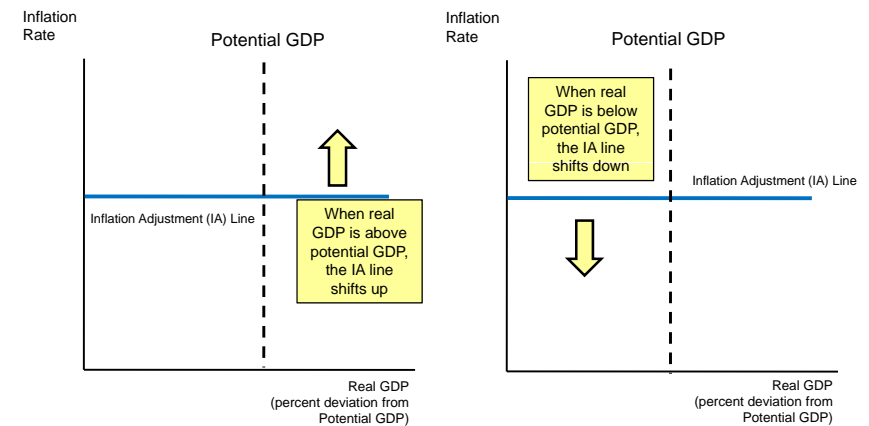 Inflation
Rate
Potential GDP
Inflation Adjustment (IA) Line
When real
GDP is above
potential GDP,
the IA line
shifts up
Real GDP
(percent deviation from
Potential GDP)
Inflation
Rate
Potential GDP
When real
GDP is below
potential GDP,
the IA line
shifts down
Inflation Adjustment (IA) Line
Real GDP
(percent deviation from
Potential GDP)